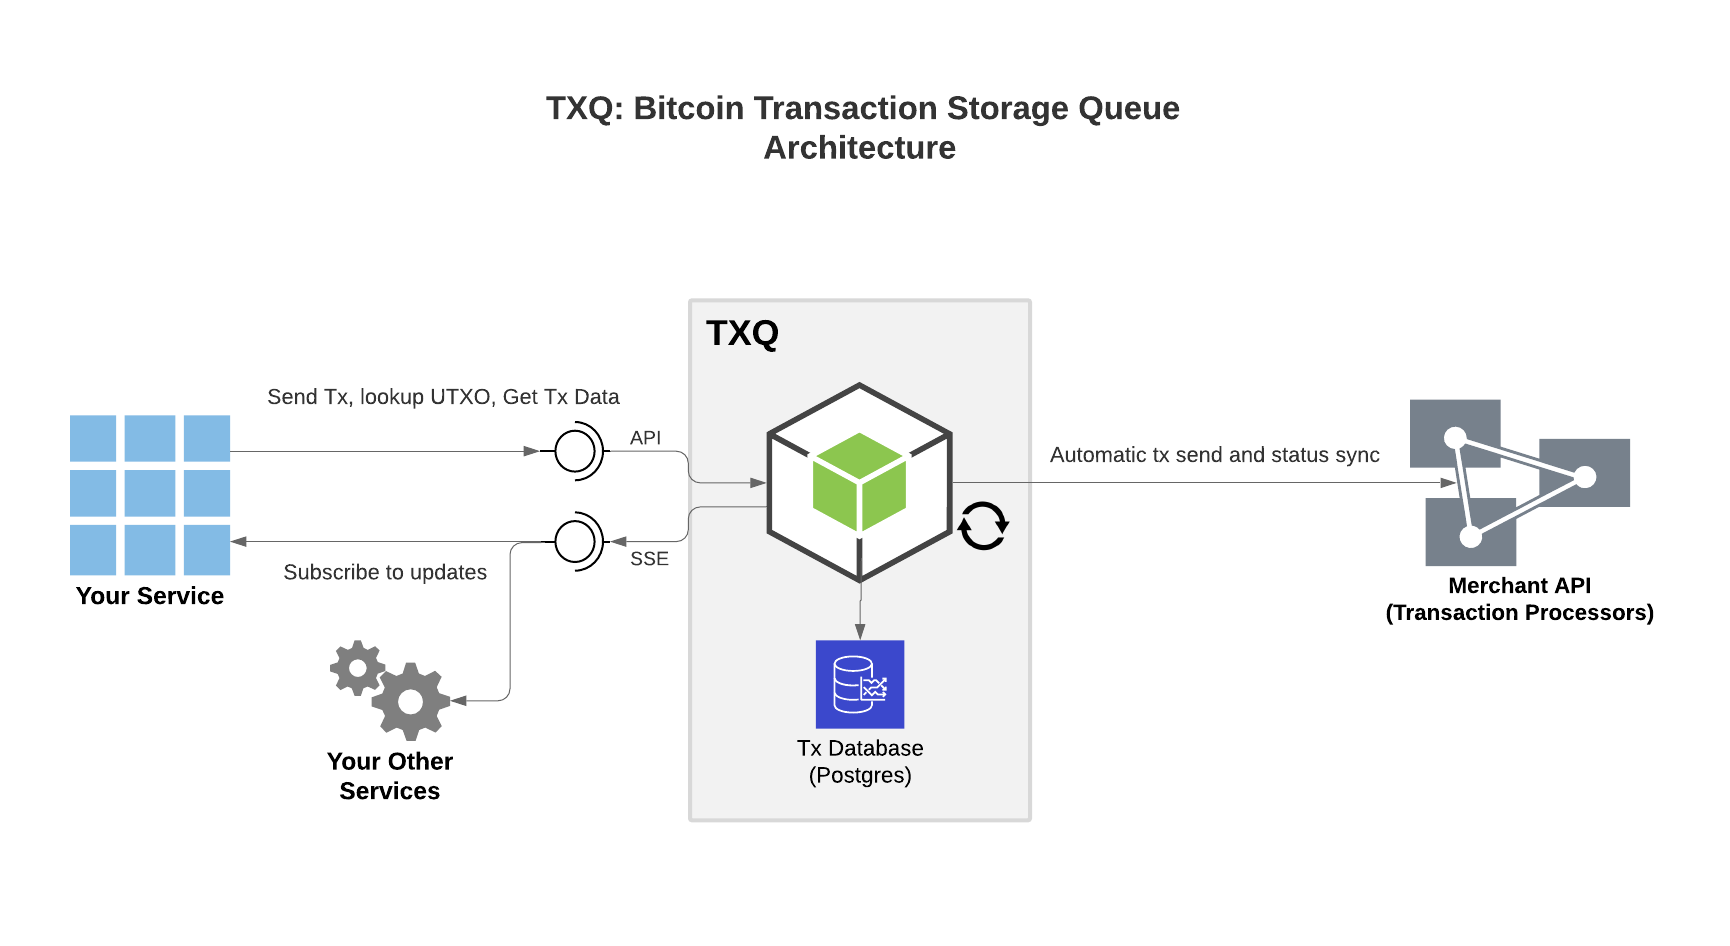 TXQ: Bitcoin Transaction Storage Queue
Architecture
TXQ
Send Tx, lookup UTXO, Get Tx Data
API
Automatic tx send and status sync
SSE
Subscribe to updates
Your Service
Merchant API
(Transaction Processors)
Your Other
Services
Tx Database
(Postgres)